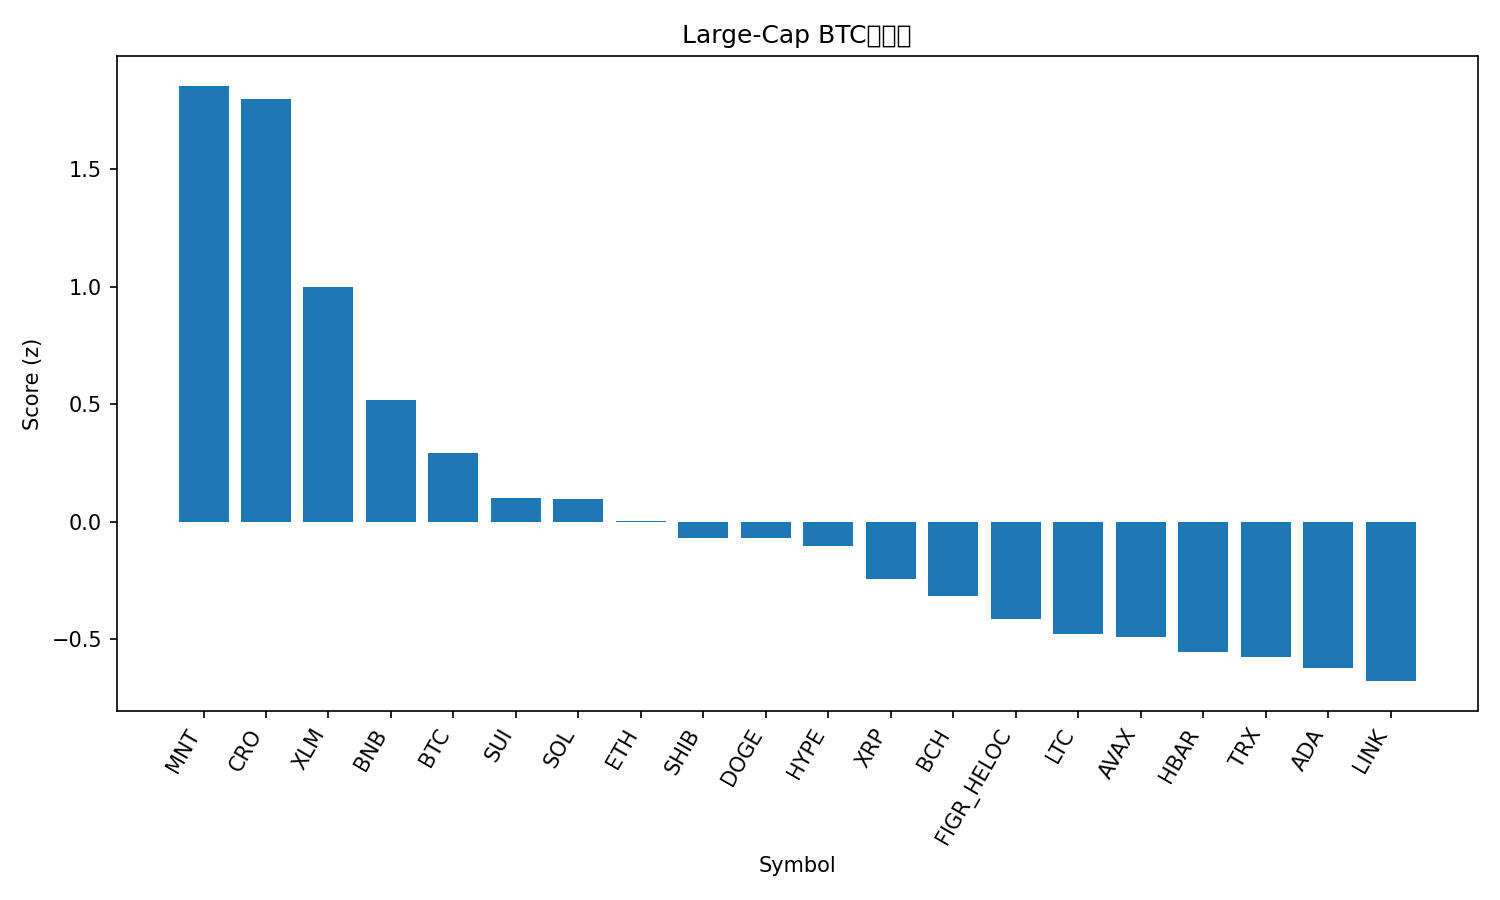 Large-Cap BTC
Score (z)
1.5
1.0
0.5
0.0
−0.5
MNT
CRO
XLM
BNB
BTC
SUI
SOL
ETH
SHIB
DOGE
HYPE
XRP
BCH
FIGR_HELOC
LTC
AVAX
HBAR
TRX
ADA
LINK
Symbol